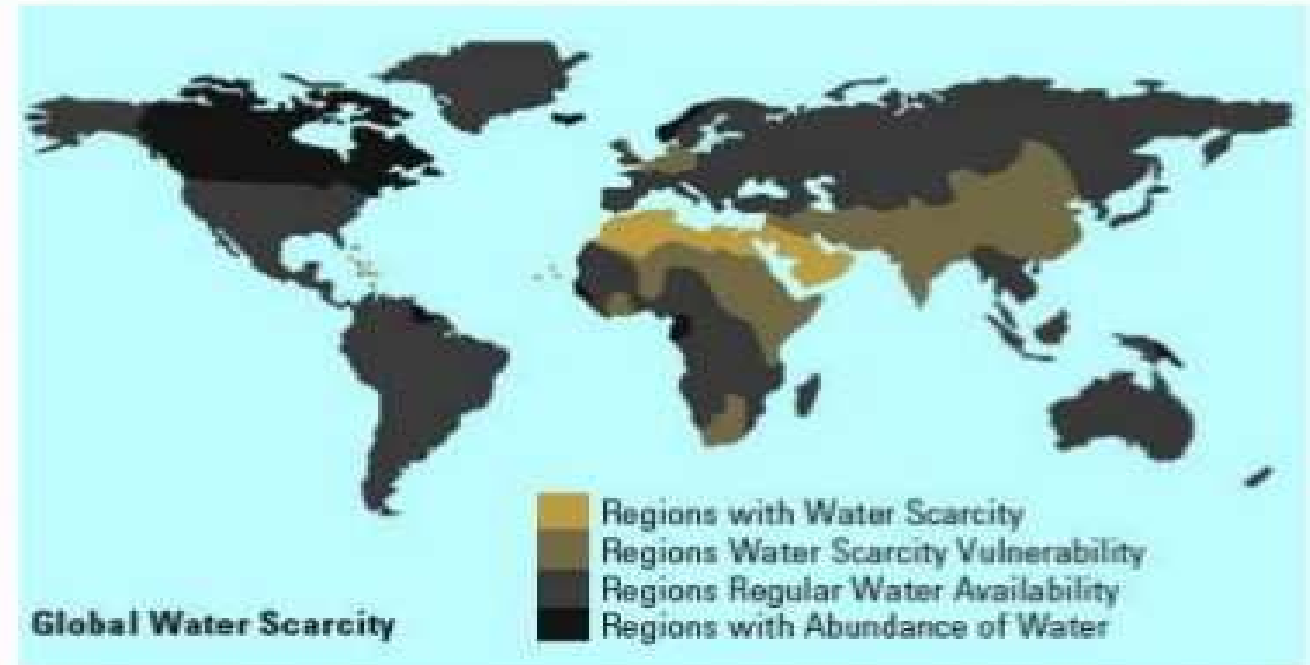 Regions with Water Scarcity
Regions Water Scarcity Vulnerability
Regions Regular Water Availability
Regions with Abundance of Water
Global Water Scarcity